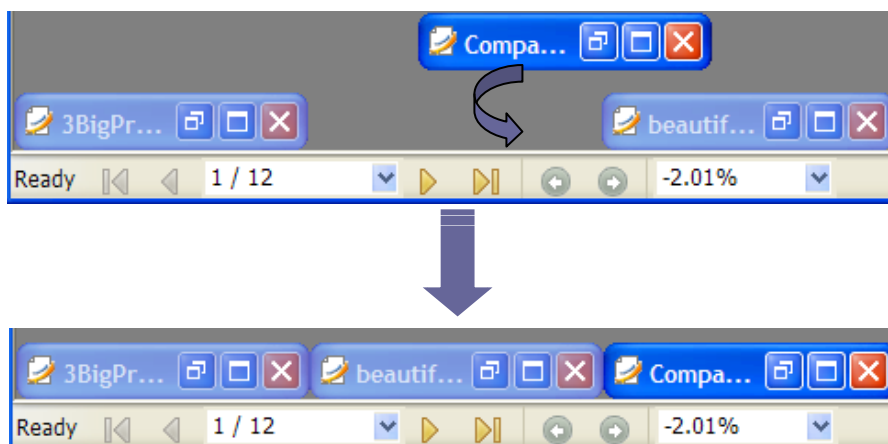 Compa...
3BigPr... beautif...
Ready 1 / 12 -2.01%
3BigPr... beautif... Compa...
Ready 1 / 12 -2.01%